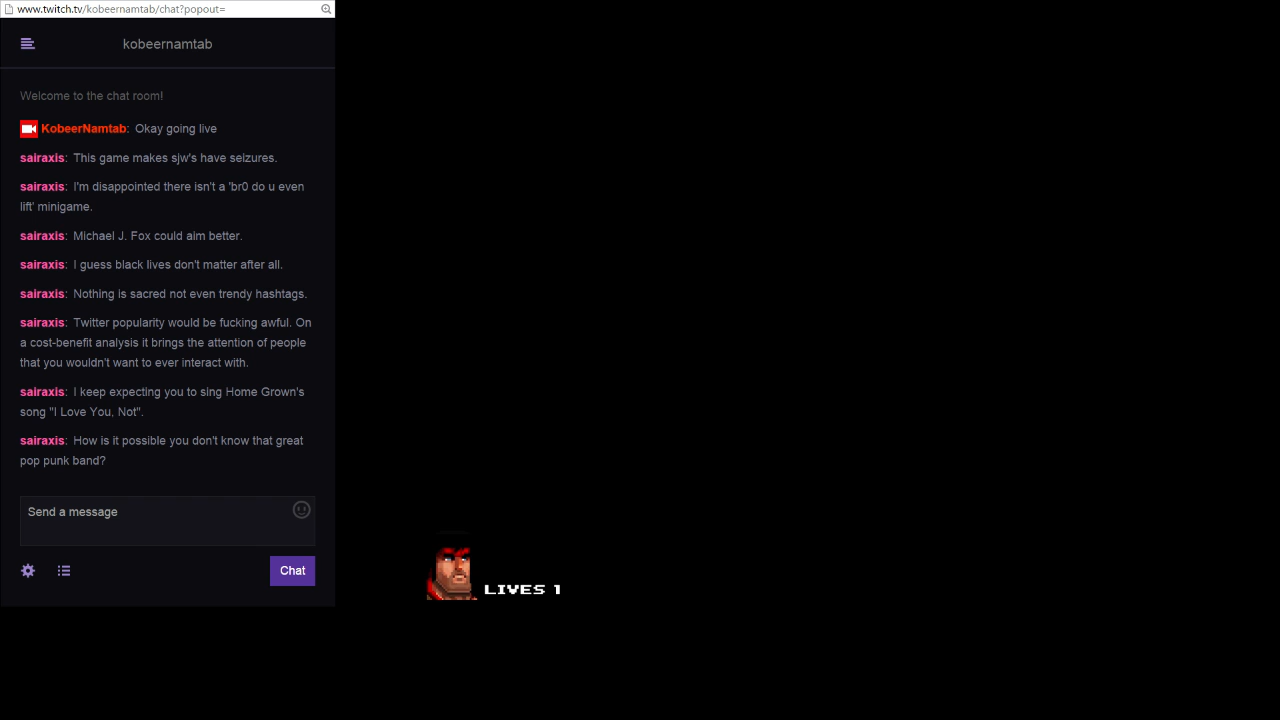 www.twitch.tv/kobeernamtab/chat?popout=
kobeernamtab
Welcome to the chat room!
KobeerNamtab: Okay going live
sairaxis: This game makes sjw's have seizures.
sairaxis: I'm disappointed there isn't a 'br0 do u even
lift' minigame.
sairaxis: Michael J. Fox could aim better.
sairaxis: I guess black lives don't matter after all.
sairaxis: Nothing is sacred not even trendy hashtags.
sairaxis: Twitter popularity would be fucking awful. On
a cost-benefit analysis it brings the attention of people
that you wouldn't want to ever interact with.
sairaxis: I keep expecting you to sing Home Grown's
song "I Love You, Not".
sairaxis: How is it possible you don't know that great
pop punk band?
Send a message
Chat
LIVES 1